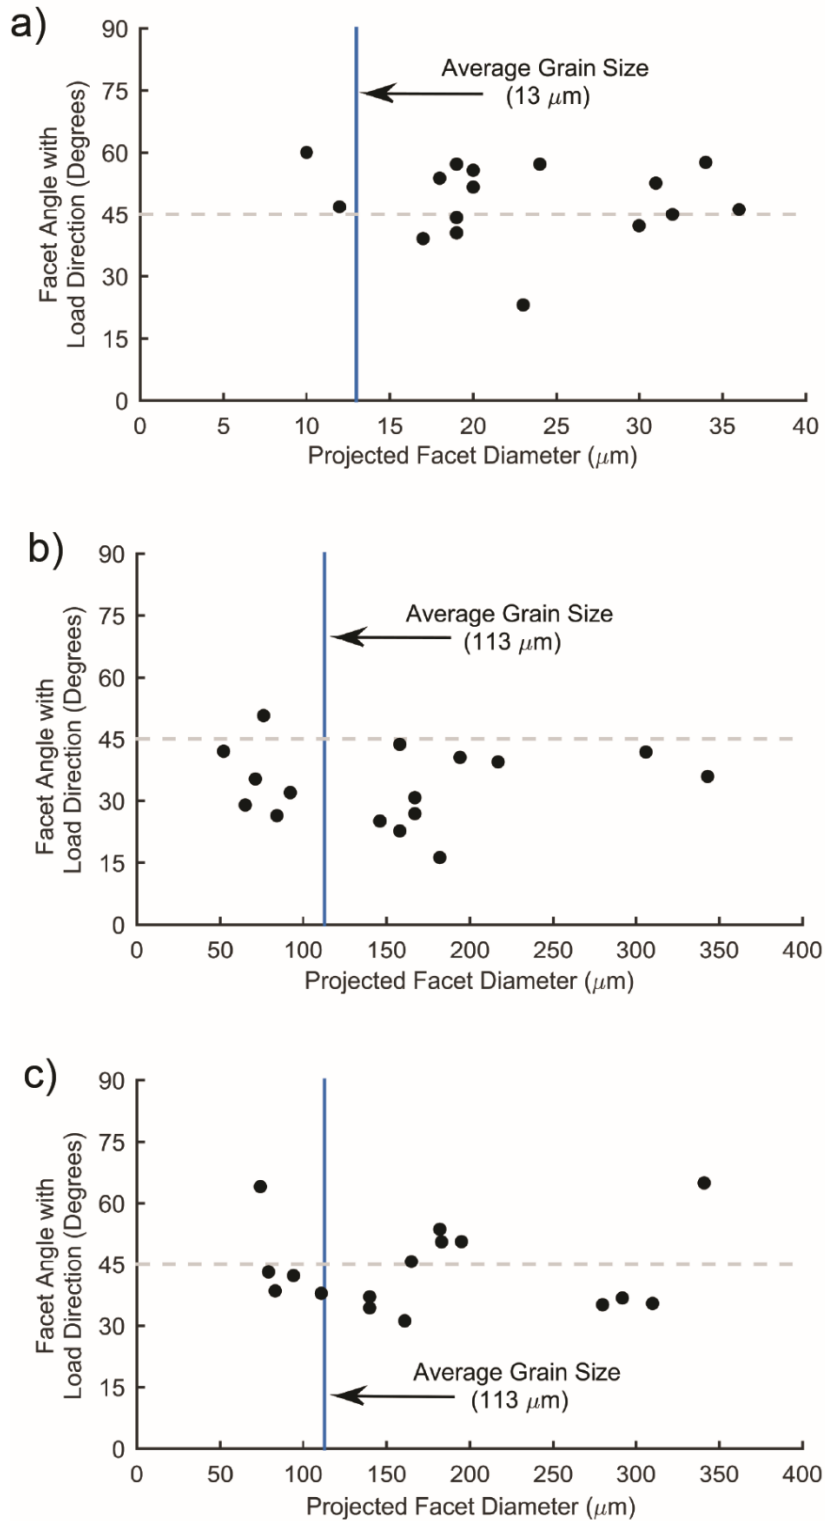 a)
90
75
60
45
30
15
0
Facet Angle with
Load Direction (Degrees)
Average Grain Size
(13 μm)
0 5 10 15 20 25 30 35 40
Projected Facet Diameter (μm)
b)
90
75
60
45
30
15
0
Facet Angle with
Load Direction (Degrees)
Average Grain Size
(113 μm)
0 50 100 150 200 250 300 350 400
Projected Facet Diameter (μm)
c)
90
75
60
45
30
15
0
Facet Angle with
Load Direction (Degrees)
Average Grain Size
(113 μm)
0 50 100 150 200 250 300 350 400
Projected Facet Diameter (μm)